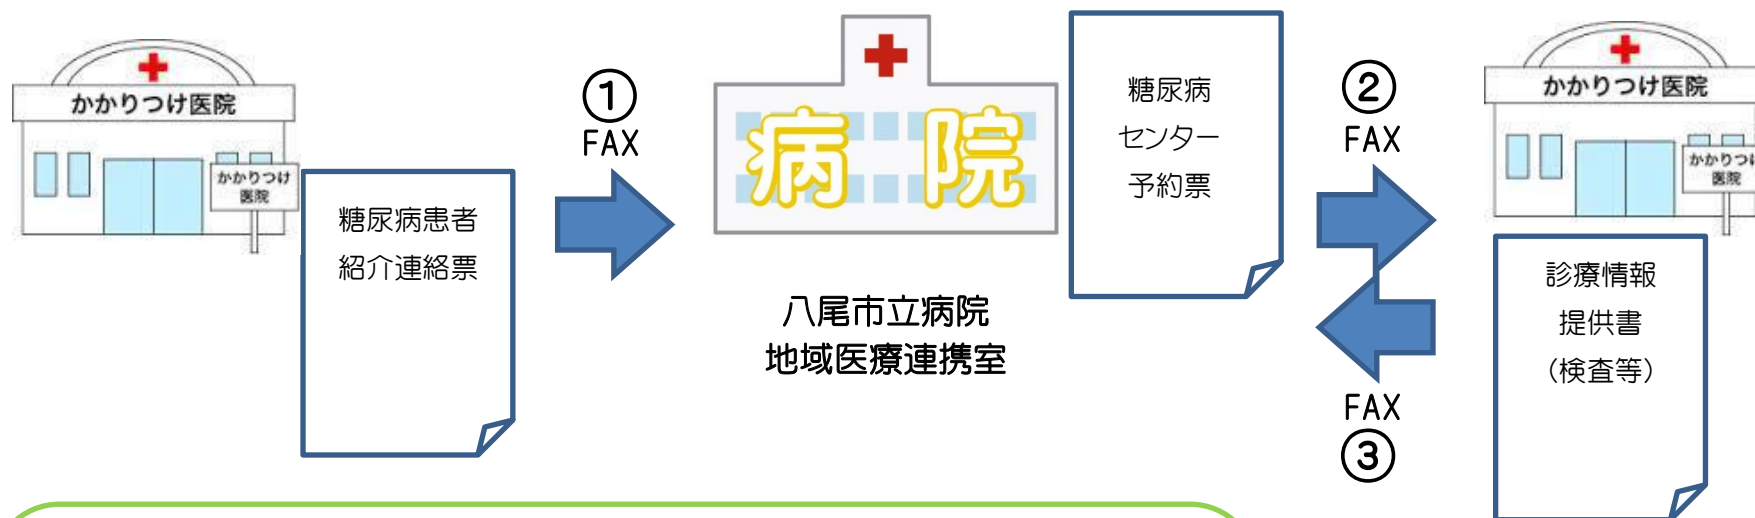 かかりつけ医院
かかりつけ
医院
糖尿病患者
紹介連絡票
①
FAX
病院
八尾市立病院
地域医療連携室
糖尿病
センター
予約票
②
FAX
かかりつけ医院
かかりつけ
医院
診療情報
提供書
（検査等）
FAX
③